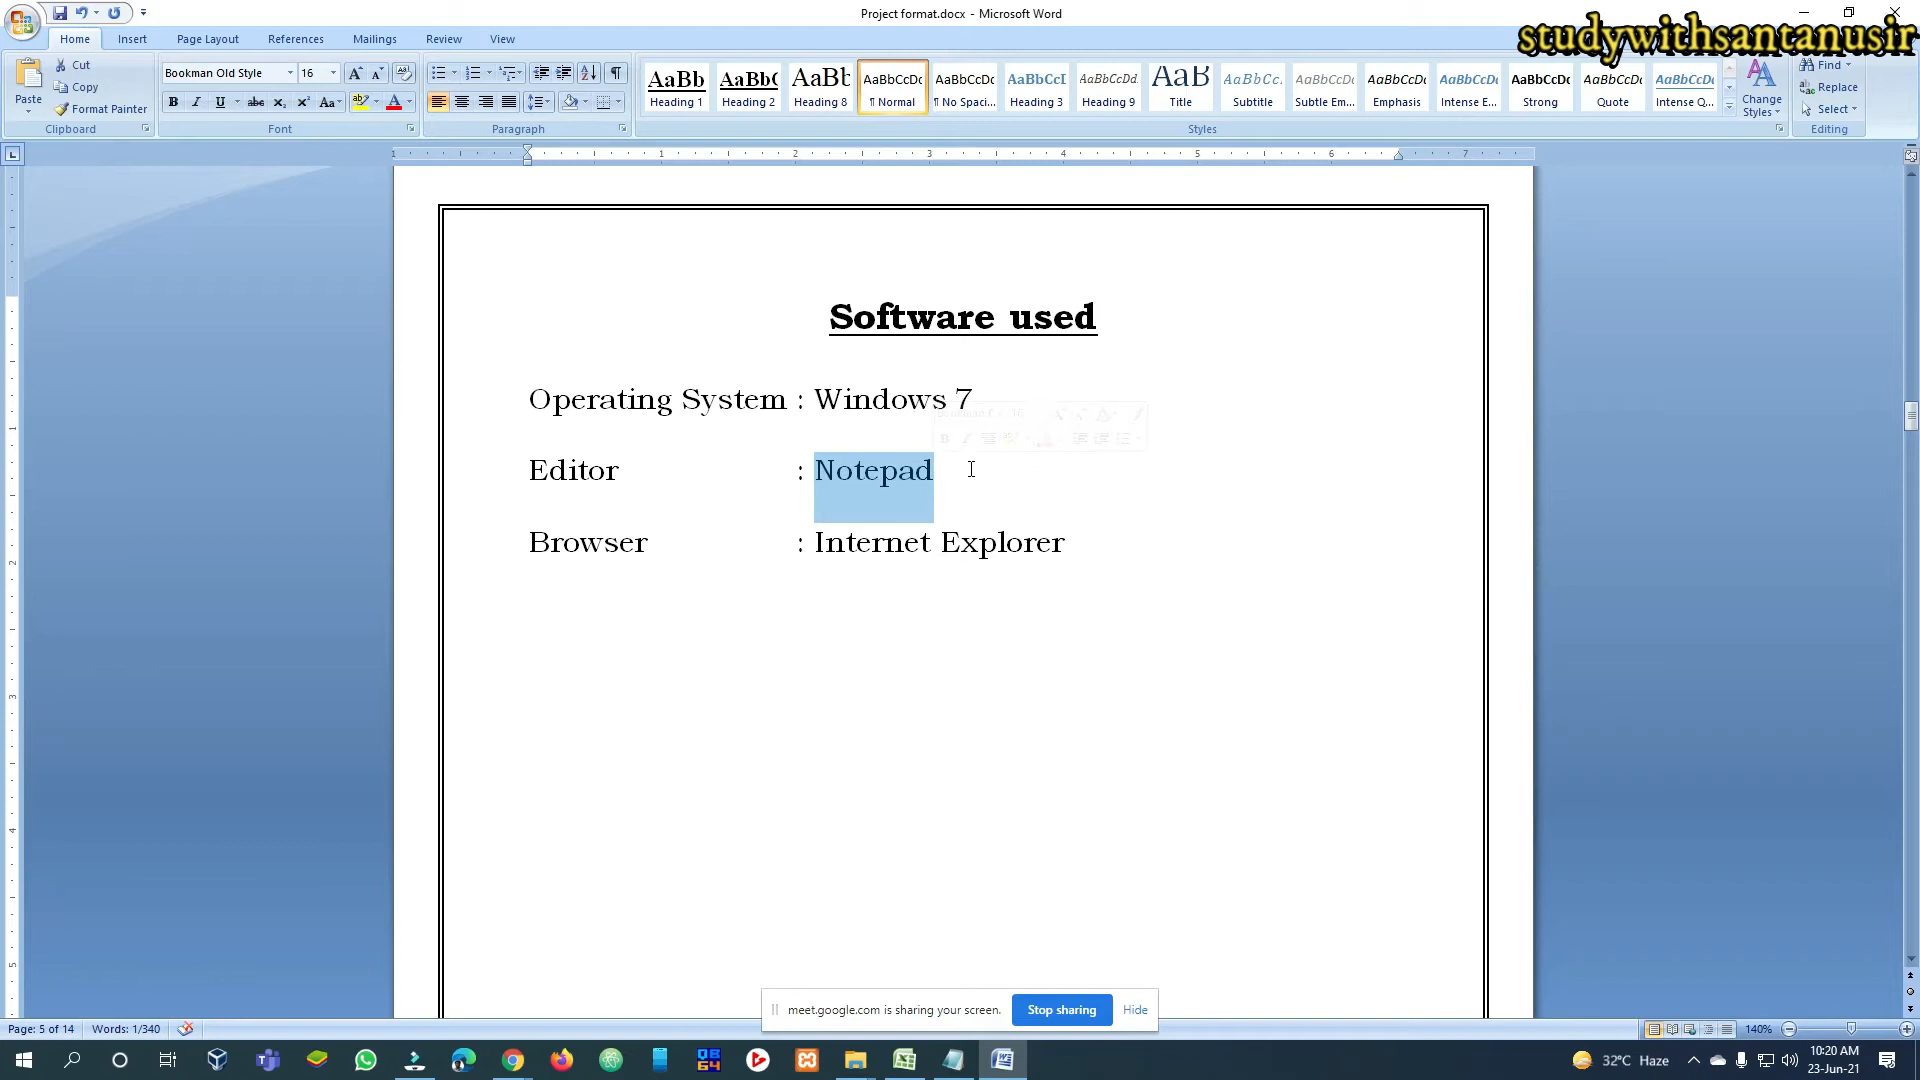 Project format.docx - Microsoft Word
studywithsantanusir
Home Insert Page Layout References Mailings Review View
Paste
Cut
Copy
Format Painter
Clipboard
Bookman Old Style 16
Font
Paragraph
AaBb AaBbC AaBb AaBbCcDc AaBbCcDc AaBbCcI AaBbCcDd. AaB AaBbCc. AaBbCcDc AaBbCcDc AaBbCcDc AaBbCcDc AaBbCcDc AaBbCcDc
Heading 1 Heading 2 Heading 8 ¶ Normal ¶ No Spaci... Heading 3 Heading 9 Title Subtitle Subtle Em... Emphasis Intense E... Strong Quote Intense Q...
Styles
Change Styles
Find
Replace
Select
Editing
Software used
Operating System : Windows 7
Editor : Notepad
Browser : Internet Explorer
meet.google.com is sharing your screen. Stop sharing Hide
Page: 5 of 14 Words: 1/340 140%
32°C Haze
10:20 AM
23-Jun-21